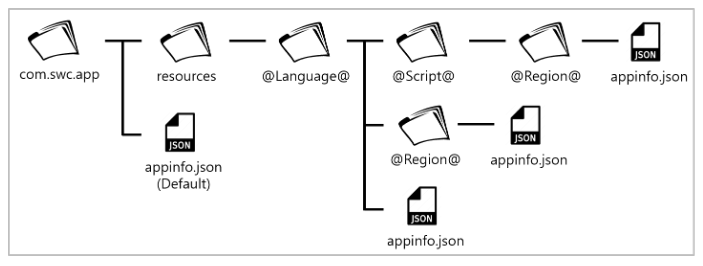 com.swc.app
resources
@Language@
@Script@
@Region@
JSON
appinfo.json
JSON
appinfo.json
(Default)
@Region@
JSON
appinfo.json
JSON
appinfo.json